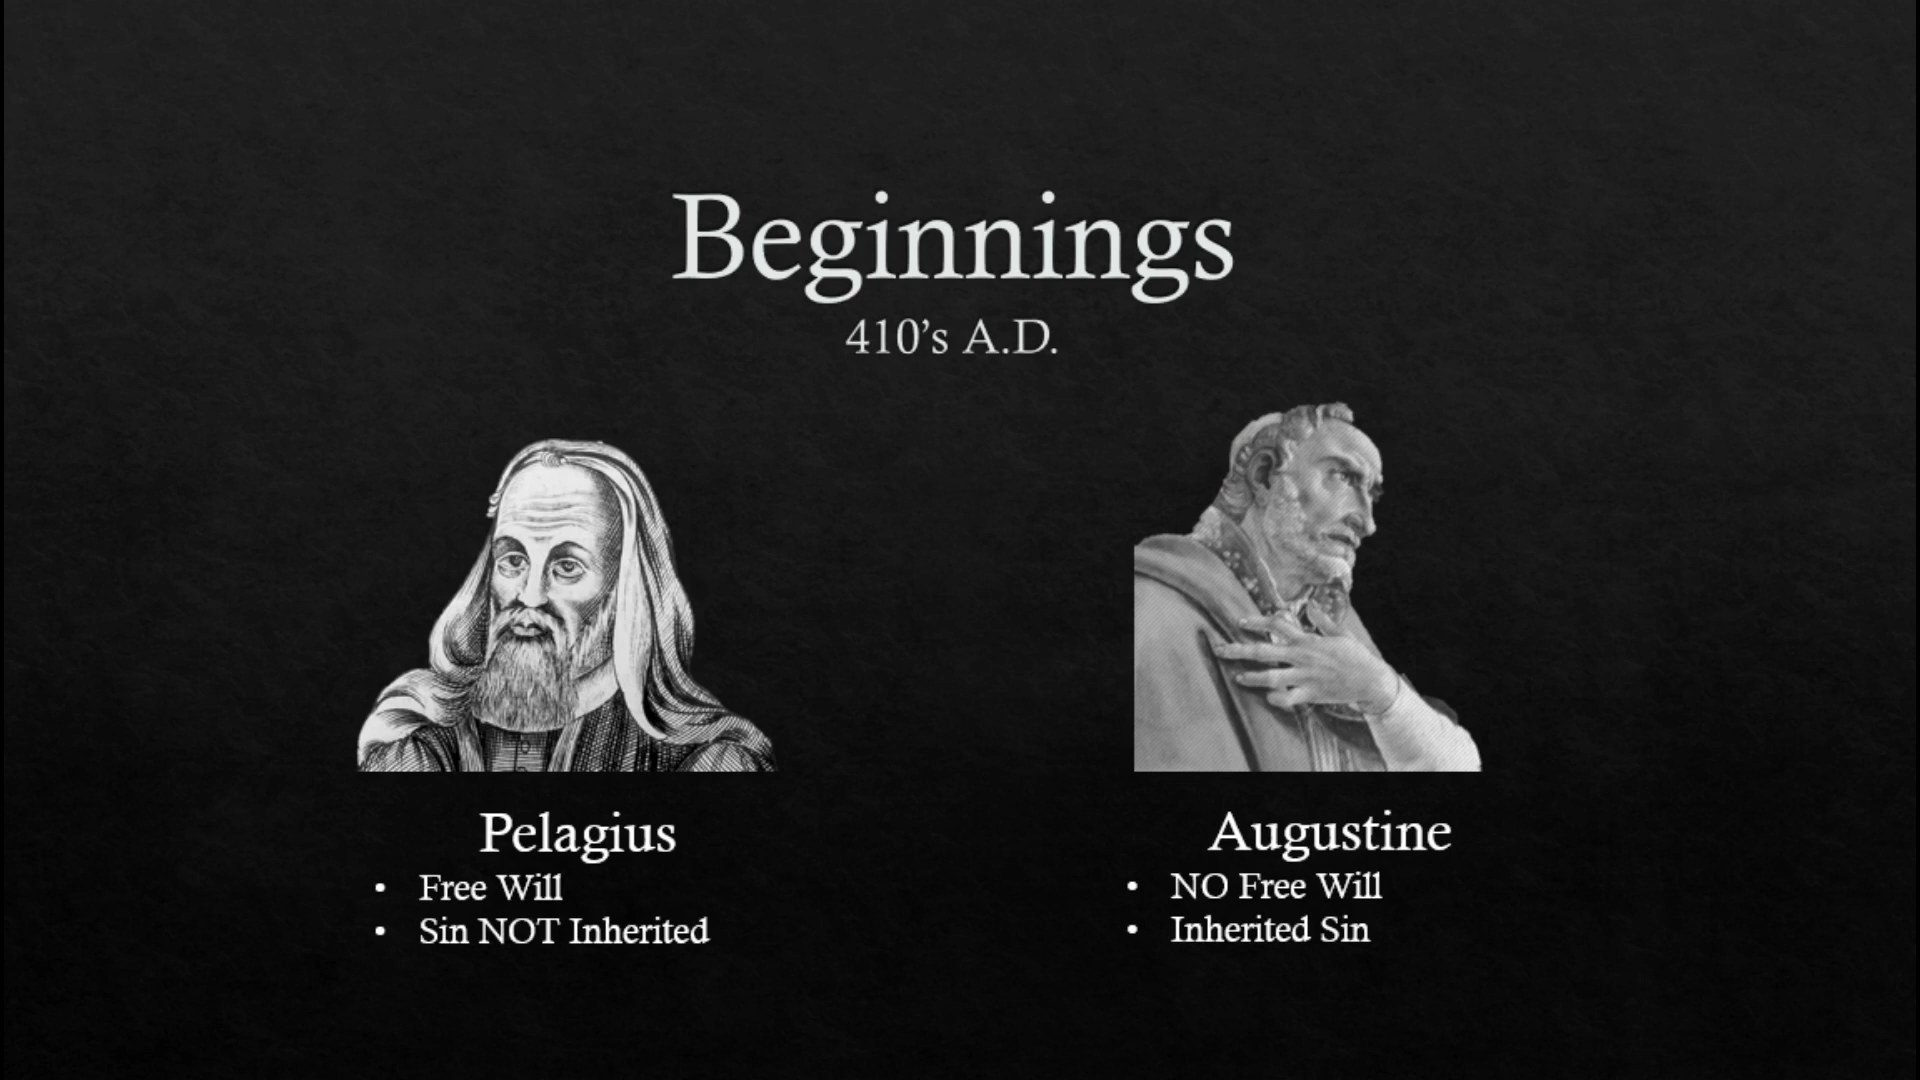 Beginnings
410’s A.D.
Pelagius
• Free Will
• Sin NOT Inherited
Augustine
• NO Free Will
• Inherited Sin